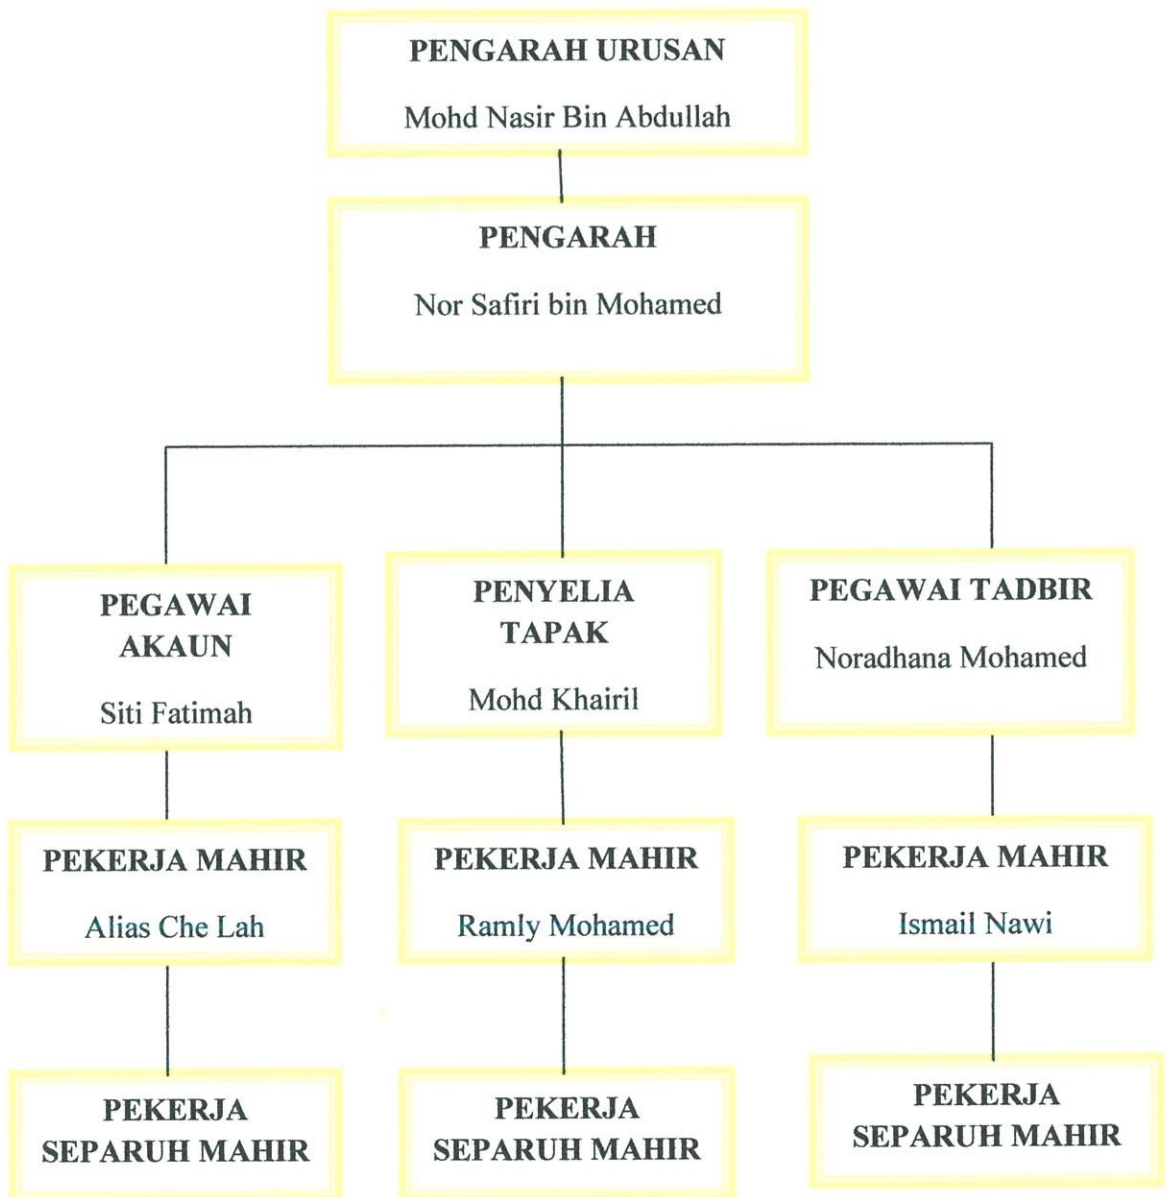 PENGARAH URUSAN
Mohd Nasir Bin Abdullah
PENGARAH
Nor Safiri bin Mohamed
PEGAWAI
AKAUN
Siti Fatimah
PENYELIA
TAPAK
Mohd Khairil
PEGAWAI TADBIR
Noradhana Mohamed
PEKERJA MAHIR
Alias Che Lah
PEKERJA MAHIR
Ramly Mohamed
PEKERJA MAHIR
Ismail Nawi
PEKERJA
SEPARUH MAHIR
PEKERJA
SEPARUH MAHIR
PEKERJA
SEPARUH MAHIR